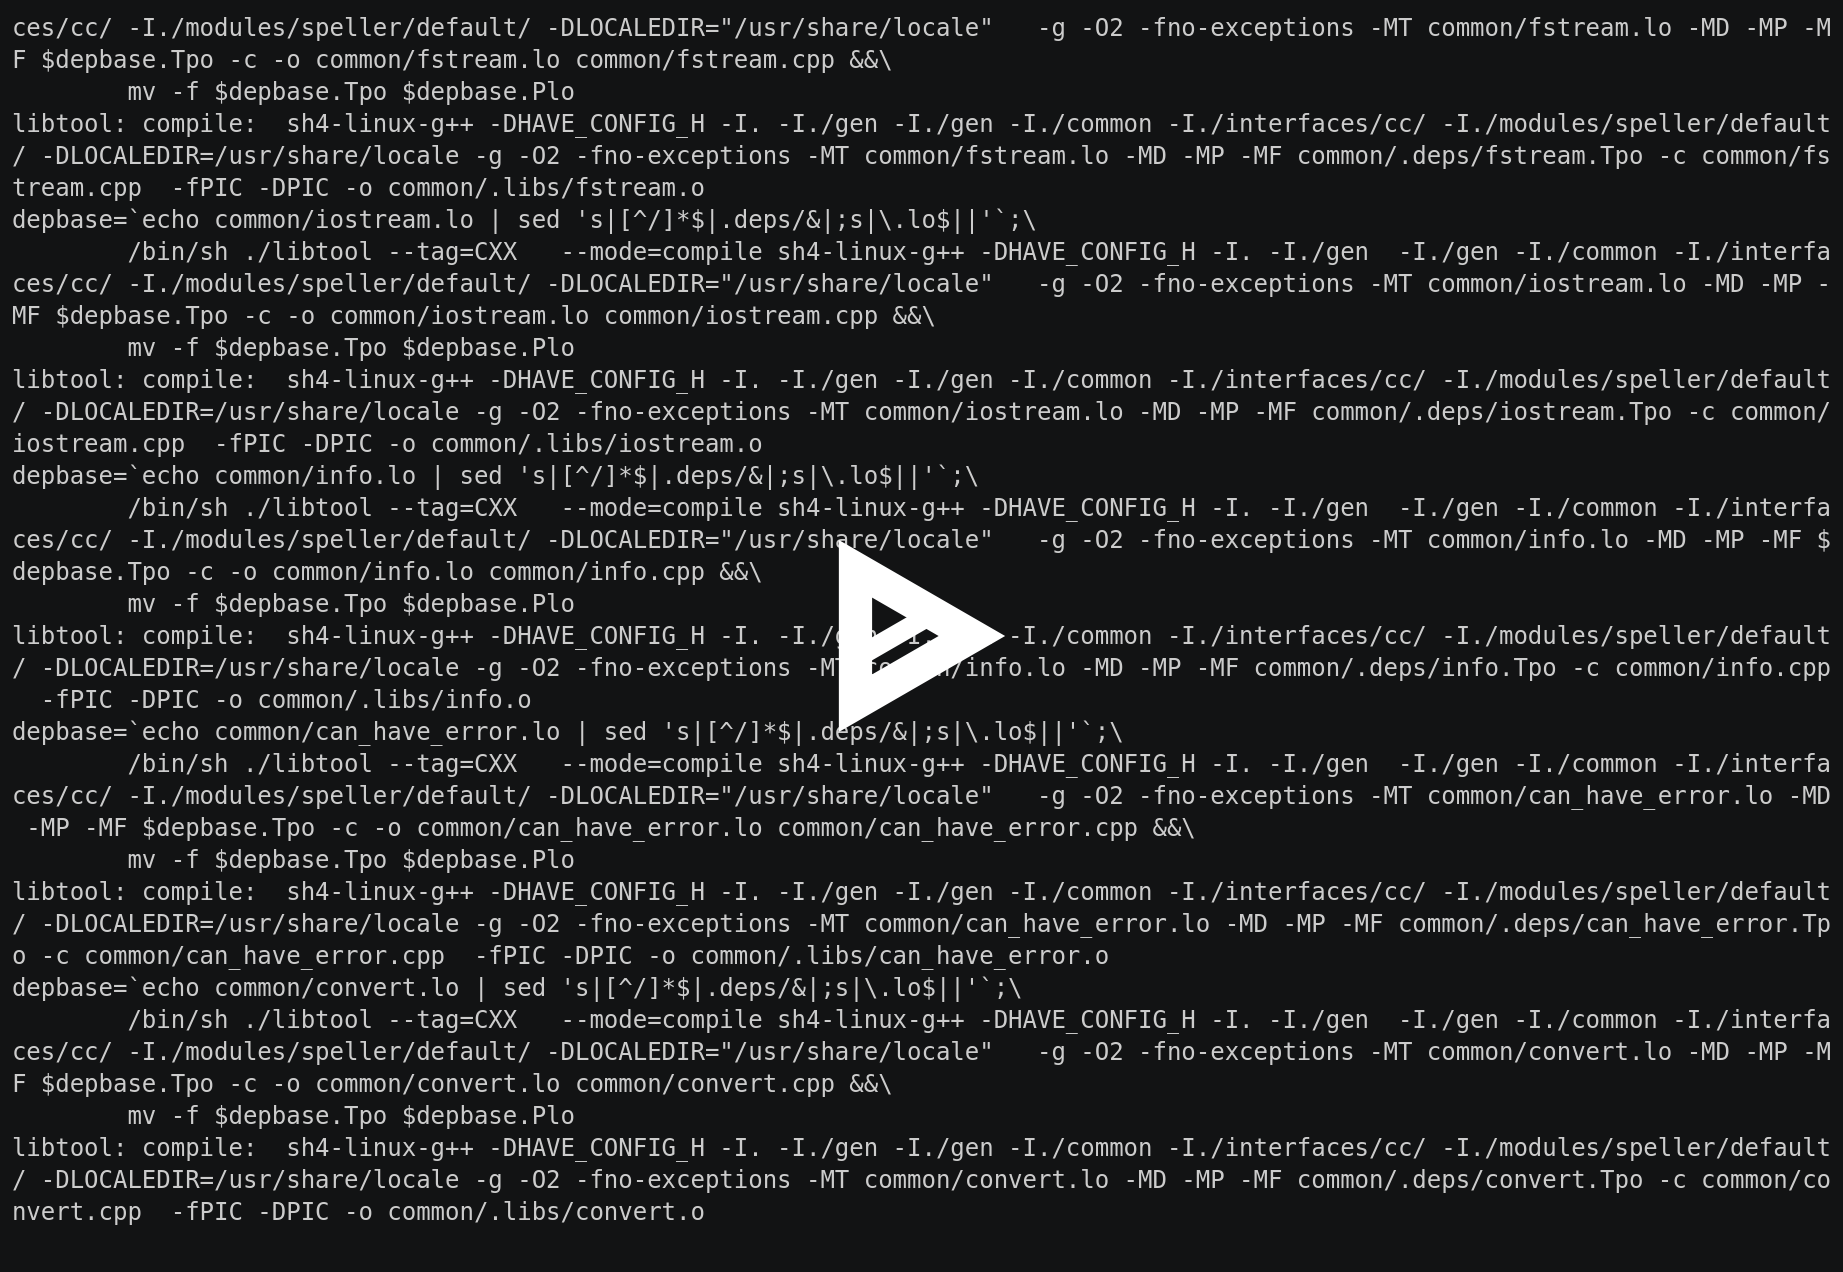 ces/cc/ -I./modules/speller/default/ -DLOCALEDIR="/usr/share/locale"   -g -O2 -fno-exceptions -MT common/fstream.lo -MD -MP -M
F $depbase.Tpo -c -o common/fstream.lo common/fstream.cpp &&\
        mv -f $depbase.Tpo $depbase.Plo
libtool: compile:  sh4-linux-g++ -DHAVE_CONFIG_H -I. -I./gen -I./gen -I./common -I./interfaces/cc/ -I./modules/speller/default
/ -DLOCALEDIR=/usr/share/locale -g -O2 -fno-exceptions -MT common/fstream.lo -MD -MP -MF common/.deps/fstream.Tpo -c common/fs
tream.cpp  -fPIC -DPIC -o common/.libs/fstream.o
depbase=`echo common/iostream.lo | sed 's|[^/]*$|.deps/&|;s|\.lo$||'`;\
        /bin/sh ./libtool --tag=CXX   --mode=compile sh4-linux-g++ -DHAVE_CONFIG_H -I. -I./gen  -I./gen -I./common -I./interfa
ces/cc/ -I./modules/speller/default/ -DLOCALEDIR="/usr/share/locale"   -g -O2 -fno-exceptions -MT common/iostream.lo -MD -MP -
MF $depbase.Tpo -c -o common/iostream.lo common/iostream.cpp &&\
        mv -f $depbase.Tpo $depbase.Plo
libtool: compile:  sh4-linux-g++ -DHAVE_CONFIG_H -I. -I./gen -I./gen -I./common -I./interfaces/cc/ -I./modules/speller/default
/ -DLOCALEDIR=/usr/share/locale -g -O2 -fno-exceptions -MT common/iostream.lo -MD -MP -MF common/.deps/iostream.Tpo -c common/
iostream.cpp  -fPIC -DPIC -o common/.libs/iostream.o
depbase=`echo common/info.lo | sed 's|[^/]*$|.deps/&|;s|\.lo$||'`;\
        /bin/sh ./libtool --tag=CXX   --mode=compile sh4-linux-g++ -DHAVE_CONFIG_H -I. -I./gen  -I./gen -I./common -I./interfa
ces/cc/ -I./modules/speller/default/ -DLOCALEDIR="/usr/share/locale"   -g -O2 -fno-exceptions -MT common/info.lo -MD -MP -MF $
depbase.Tpo -c -o common/info.lo common/info.cpp &&\
        mv -f $depbase.Tpo $depbase.Plo
libtool: compile:  sh4-linux-g++ -DHAVE_CONFIG_H -I. -I./common -I./interfaces/cc/ -I./modules/speller/default
/ -DLOCALEDIR=/usr/share/locale -g -O2 -fno-exceptions -MT /info.lo -MD -MP -MF common/.deps/info.Tpo -c common/info.cpp
  -fPIC -DPIC -o common/.libs/info.o
depbase=`echo common/can_have_error.lo | sed 's|[^/]*$|.deps/&|;s|\.lo$||'`;\
        /bin/sh ./libtool --tag=CXX   --mode=compile sh4-linux-g++ -DHAVE_CONFIG_H -I. -I./gen  -I./gen -I./common -I./interfa
ces/cc/ -I./modules/speller/default/ -DLOCALEDIR="/usr/share/locale"   -g -O2 -fno-exceptions -MT common/can_have_error.lo -MD
 -MP -MF $depbase.Tpo -c -o common/can_have_error.lo common/can_have_error.cpp &&\
        mv -f $depbase.Tpo $depbase.Plo
libtool: compile:  sh4-linux-g++ -DHAVE_CONFIG_H -I. -I./gen -I./gen -I./common -I./interfaces/cc/ -I./modules/speller/default
/ -DLOCALEDIR=/usr/share/locale -g -O2 -fno-exceptions -MT common/can_have_error.lo -MD -MP -MF common/.deps/can_have_error.Tp
o -c common/can_have_error.cpp  -fPIC -DPIC -o common/.libs/can_have_error.o
depbase=`echo common/convert.lo | sed 's|[^/]*$|.deps/&|;s|\.lo$||'`;\
        /bin/sh ./libtool --tag=CXX   --mode=compile sh4-linux-g++ -DHAVE_CONFIG_H -I. -I./gen  -I./gen -I./common -I./interfa
ces/cc/ -I./modules/speller/default/ -DLOCALEDIR="/usr/share/locale"   -g -O2 -fno-exceptions -MT common/convert.lo -MD -MP -M
F $depbase.Tpo -c -o common/convert.lo common/convert.cpp &&\
        mv -f $depbase.Tpo $depbase.Plo
libtool: compile:  sh4-linux-g++ -DHAVE_CONFIG_H -I. -I./gen -I./gen -I./common -I./interfaces/cc/ -I./modules/speller/default
/ -DLOCALEDIR=/usr/share/locale -g -O2 -fno-exceptions -MT common/convert.lo -MD -MP -MF common/.deps/convert.Tpo -c common/co
nvert.cpp  -fPIC -DPIC -o common/.libs/convert.o